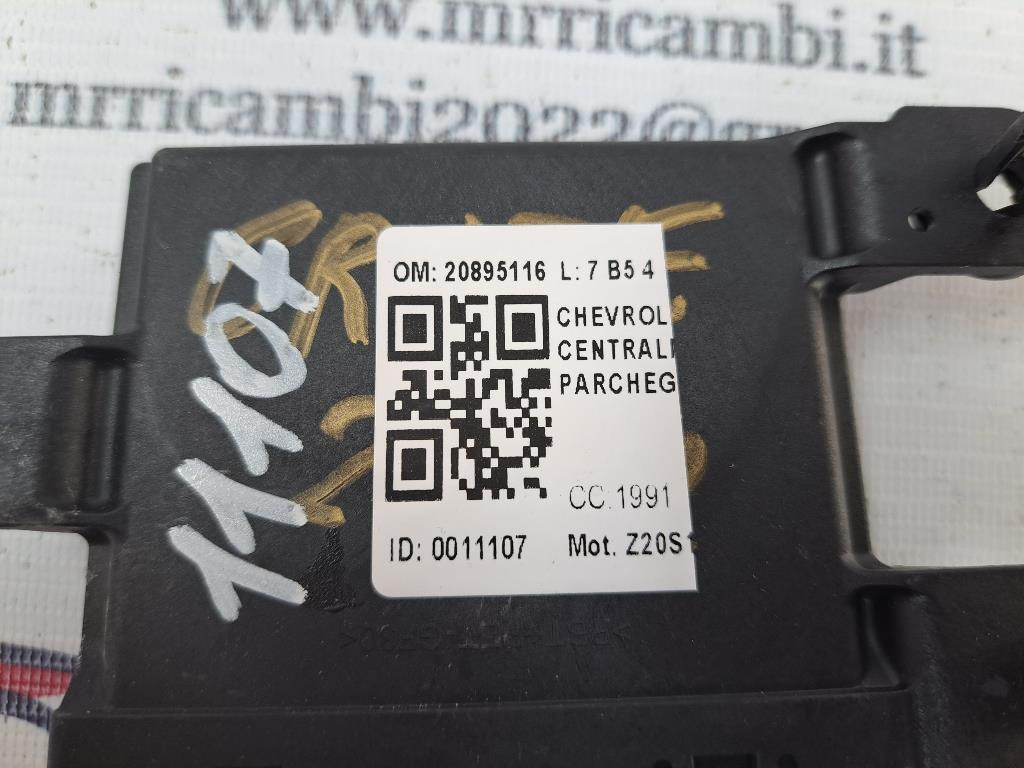 www.mrricambi.it
mrricambi2022@
OM: 20895116 L: 7 B5 4
CHEVROL
CENTRAL
PARCHEG
CC: 1991
ID: 0011107 Mot. Z20S
11107